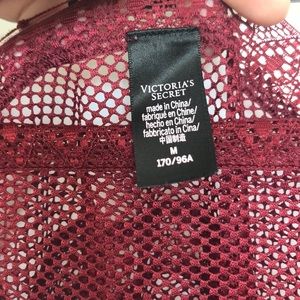 VICTORIA'S
SECRET
made in China/
fabriqué en Chine/
hecho en China/
fabbricato in Cina/
中国制造
M
170/96A